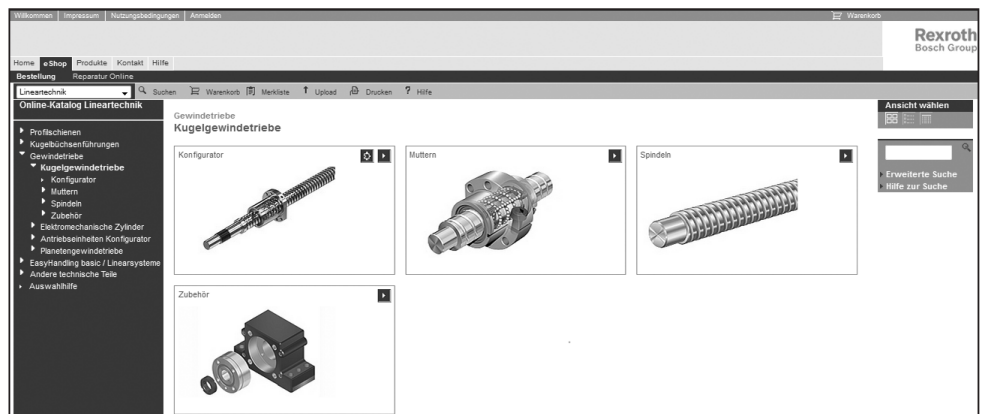 Willkommen | Impressum | Nutzungsbedingungen | Anmelden
Warenkorb
Rexroth
Bosch Group
Home eShop Produkte Kontakt Hilfe
Bestellung Reparatur Online
Lineartechnik Suchen Warenkorb Merkliste Upload Drucken ? Hilfe
Online-Katalog Lineartechnik
Profilschienen
Kugelbüchsenführungen
Gewindetriebe
Kugelgewindetriebe
Konfigurator
Muttern
Spindeln
Zubehör
Elektromechanische Zylinder
Antriebseinheiten Konfigurator
Planetengewindetriebe
EasyHandling basic / Linearsysteme
Andere technische Teile
Auswahlhilfe
Gewindetriebe
Kugelgewindetriebe
Konfigurator
Muttern
Spindeln
Zubehör
Ansicht wählen
Erweiterte Suche
Hilfe zur Suche